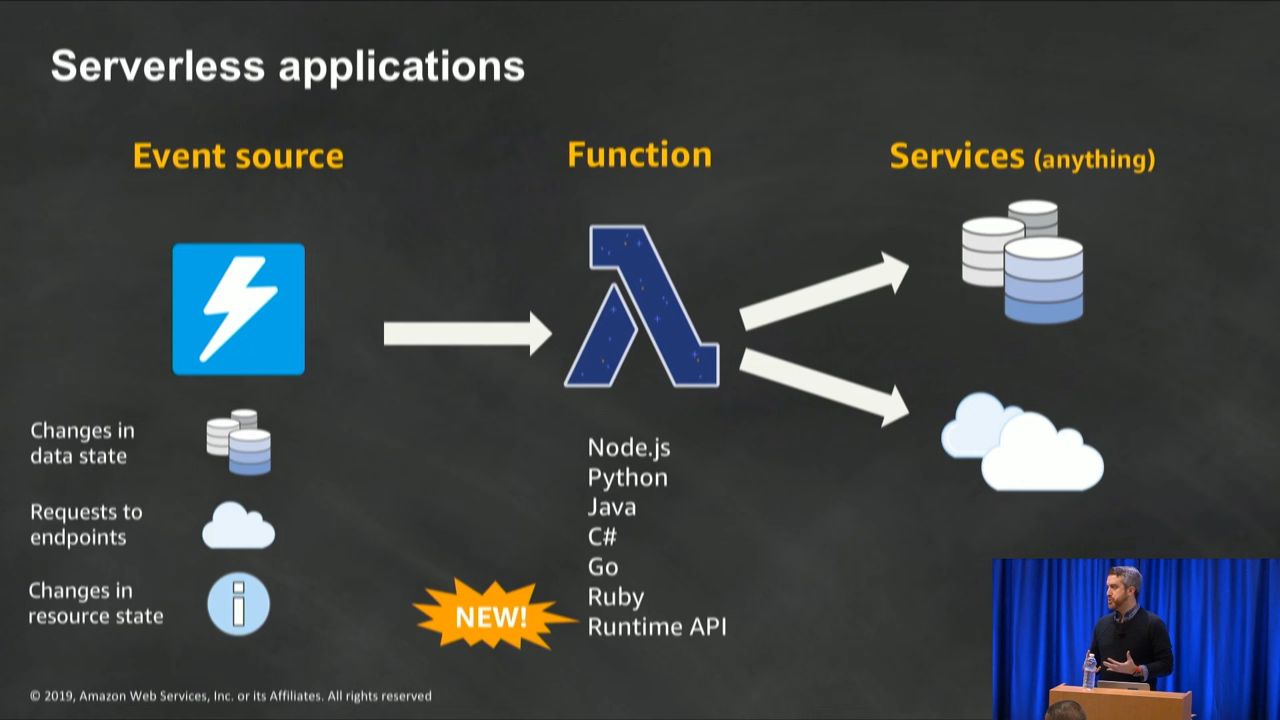 Serverless applications
Event source
Function
Services (anything)
Changes in
data state
Requests to
endpoints
Changes in
resource state
NEW!
Node.js
Python
Java
C#
Go
Ruby
Runtime API
© 2019, Amazon Web Services, Inc. or its Affiliates. All rights reserved